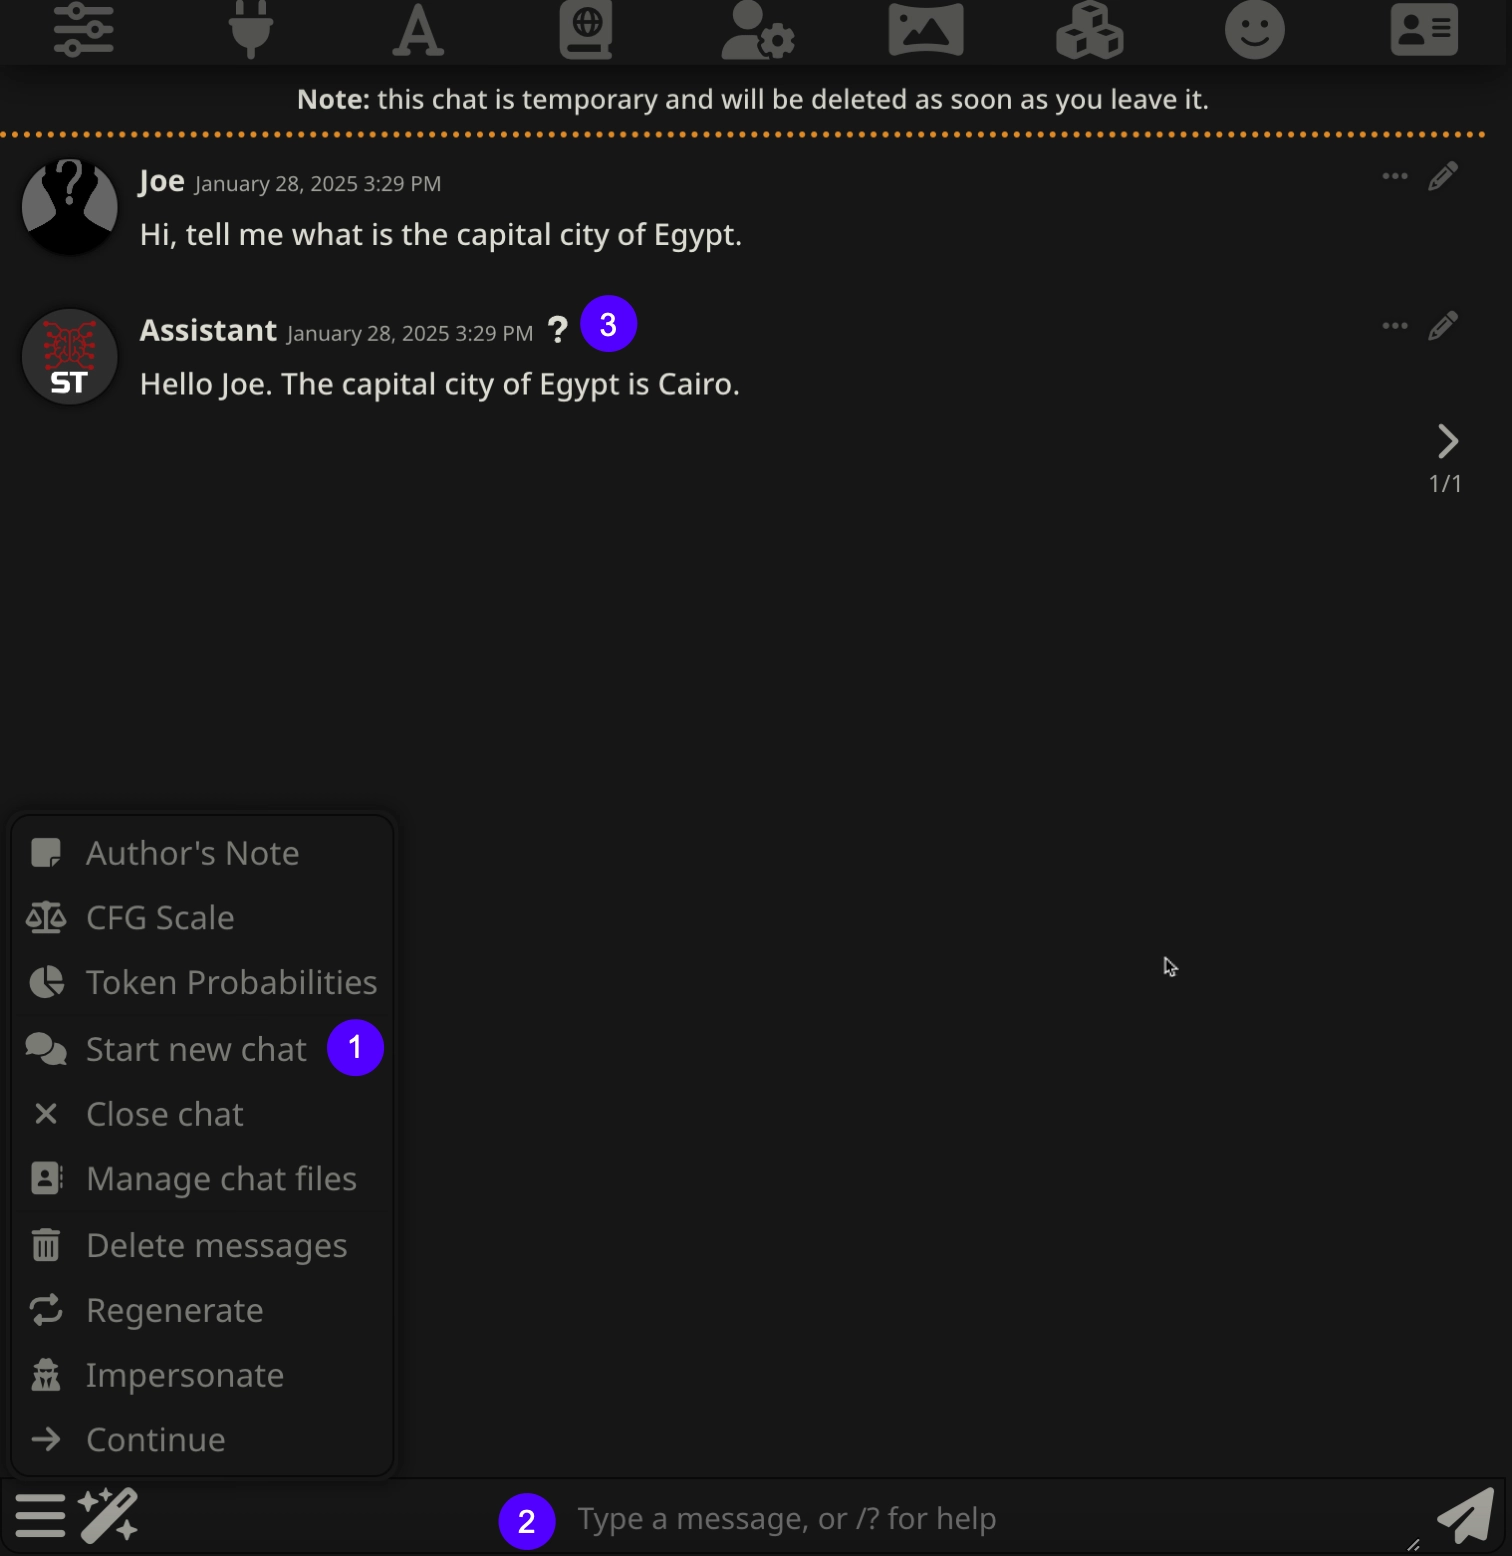 Note: this chat is temporary and will be deleted as soon as you leave it.
Joe January 28, 2025 3:29 PM
Hi, tell me what is the capital city of Egypt.
Assistant January 28, 2025 3:29 PM ? 3
ST
Hello Joe. The capital city of Egypt is Cairo.
1/1
Author's Note
CFG Scale
Token Probabilities
Start new chat 1
Close chat
Manage chat files
Delete messages
Regenerate
Impersonate
Continue
2 Type a message, or /? for help